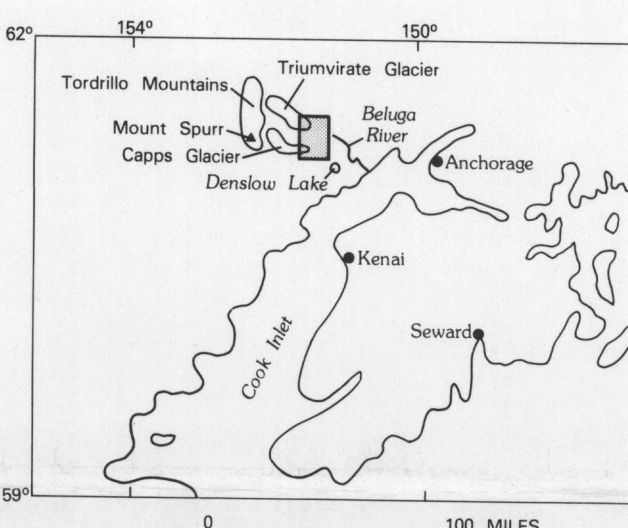 154°
150°
62°
Triumvirate Glacier
Tordrillo Mountains
Beluga
River
Mount Spurr
Capps Glacier
Anchorage
Denslow Lake
Kenai
Seward
Cook Inlet
59°
0
100 MILES